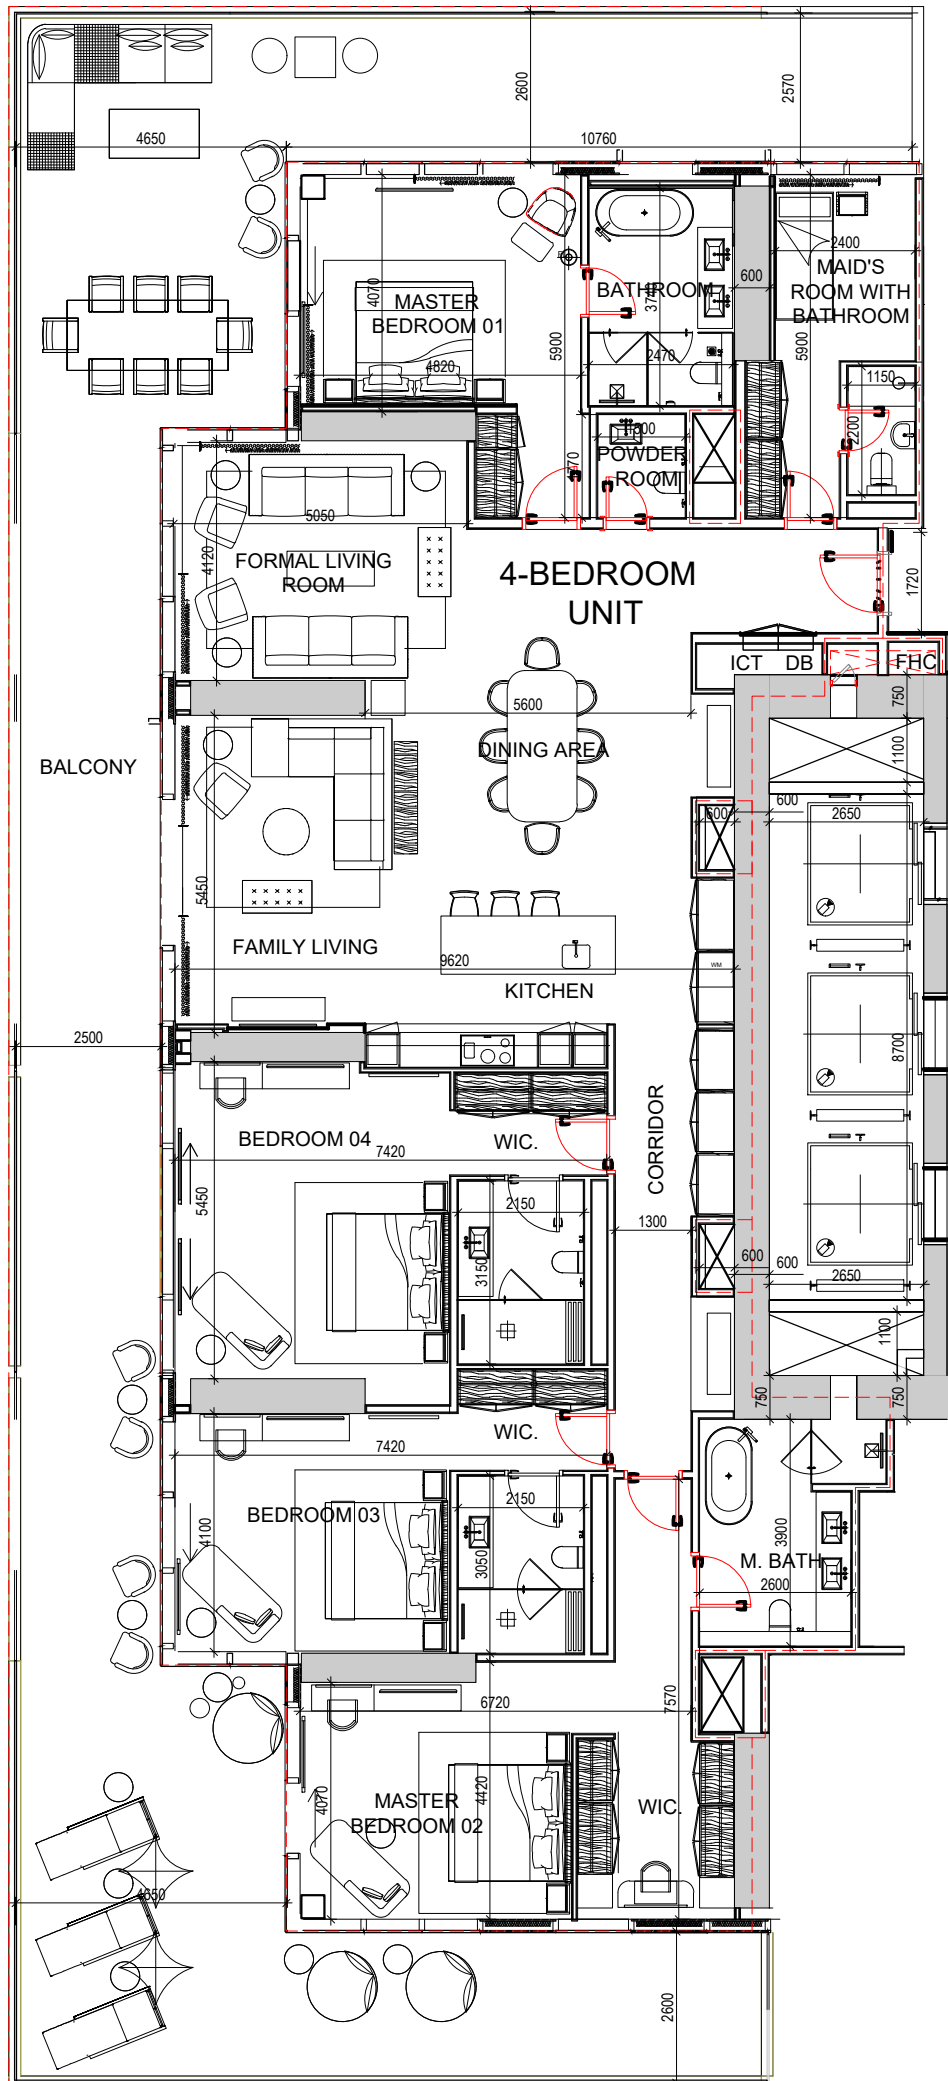 2600
2570
4650
10760
2400
MAID'S
ROOM WITH
BATHROOM
600
BATHROOM
3740
4070
MASTER
BEDROOM 01
5900
5900
4820
2470
1150
2200
1500
POWDER
ROOM
5050
4120
FORMAL LIVING
ROOM
4-BEDROOM
UNIT
1720
ICT
DB
FHC
750
5600
DINING AREA
1100
BALCONY
600
600
2650
5450
FAMILY LIVING
9620
WM
KITCHEN
2500
8700
CORRIDOR
BEDROOM 04
WIC.
7420
5450
2150
1300
3150
600
600
2650
1100
750
750
WIC.
7420
BEDROOM 03
4100
2150
3050
3900
M. BATH
2600
6720
7570
4070
MASTER
BEDROOM 02
4420
WIC.
4650
2600